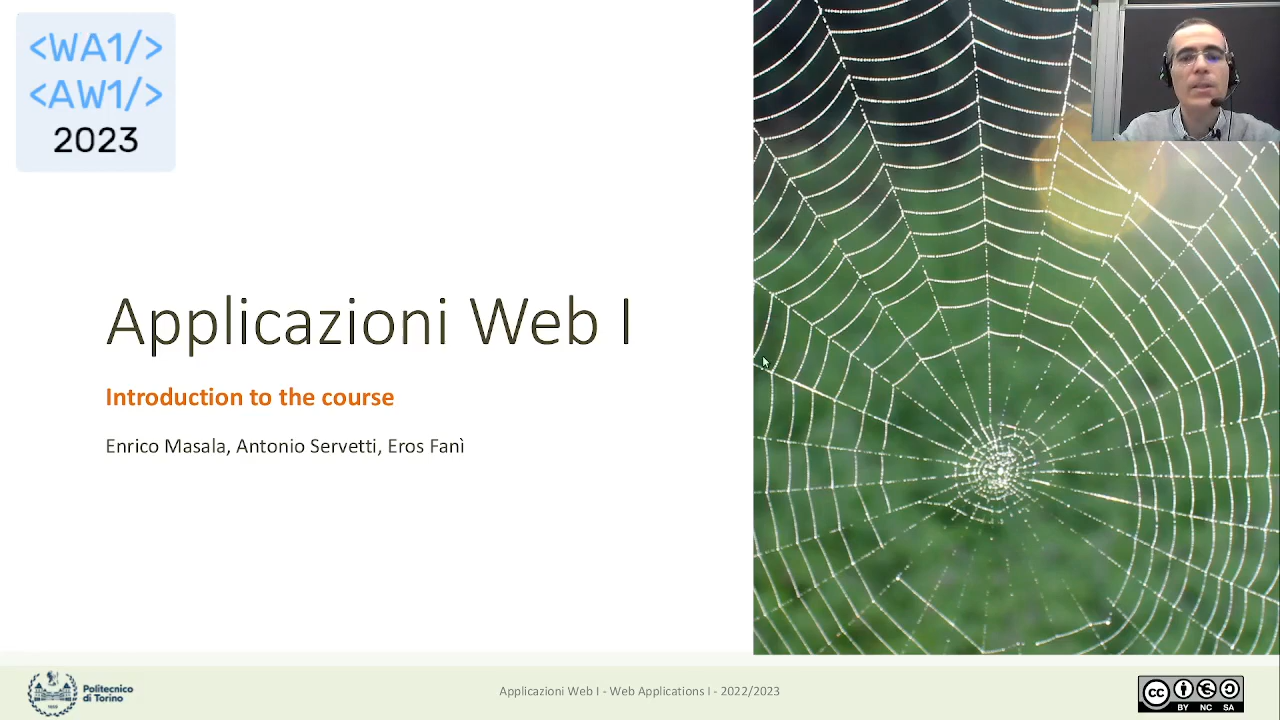 <WA1/>
<AW1/>
2023
Applicazioni Web I
Introduction to the course
Enrico Masala, Antonio Servetti, Eros Fanì
Politecnico
di Torino
Applicazioni Web I - Web Applications I - 2022/2023
cc
BY NC SA